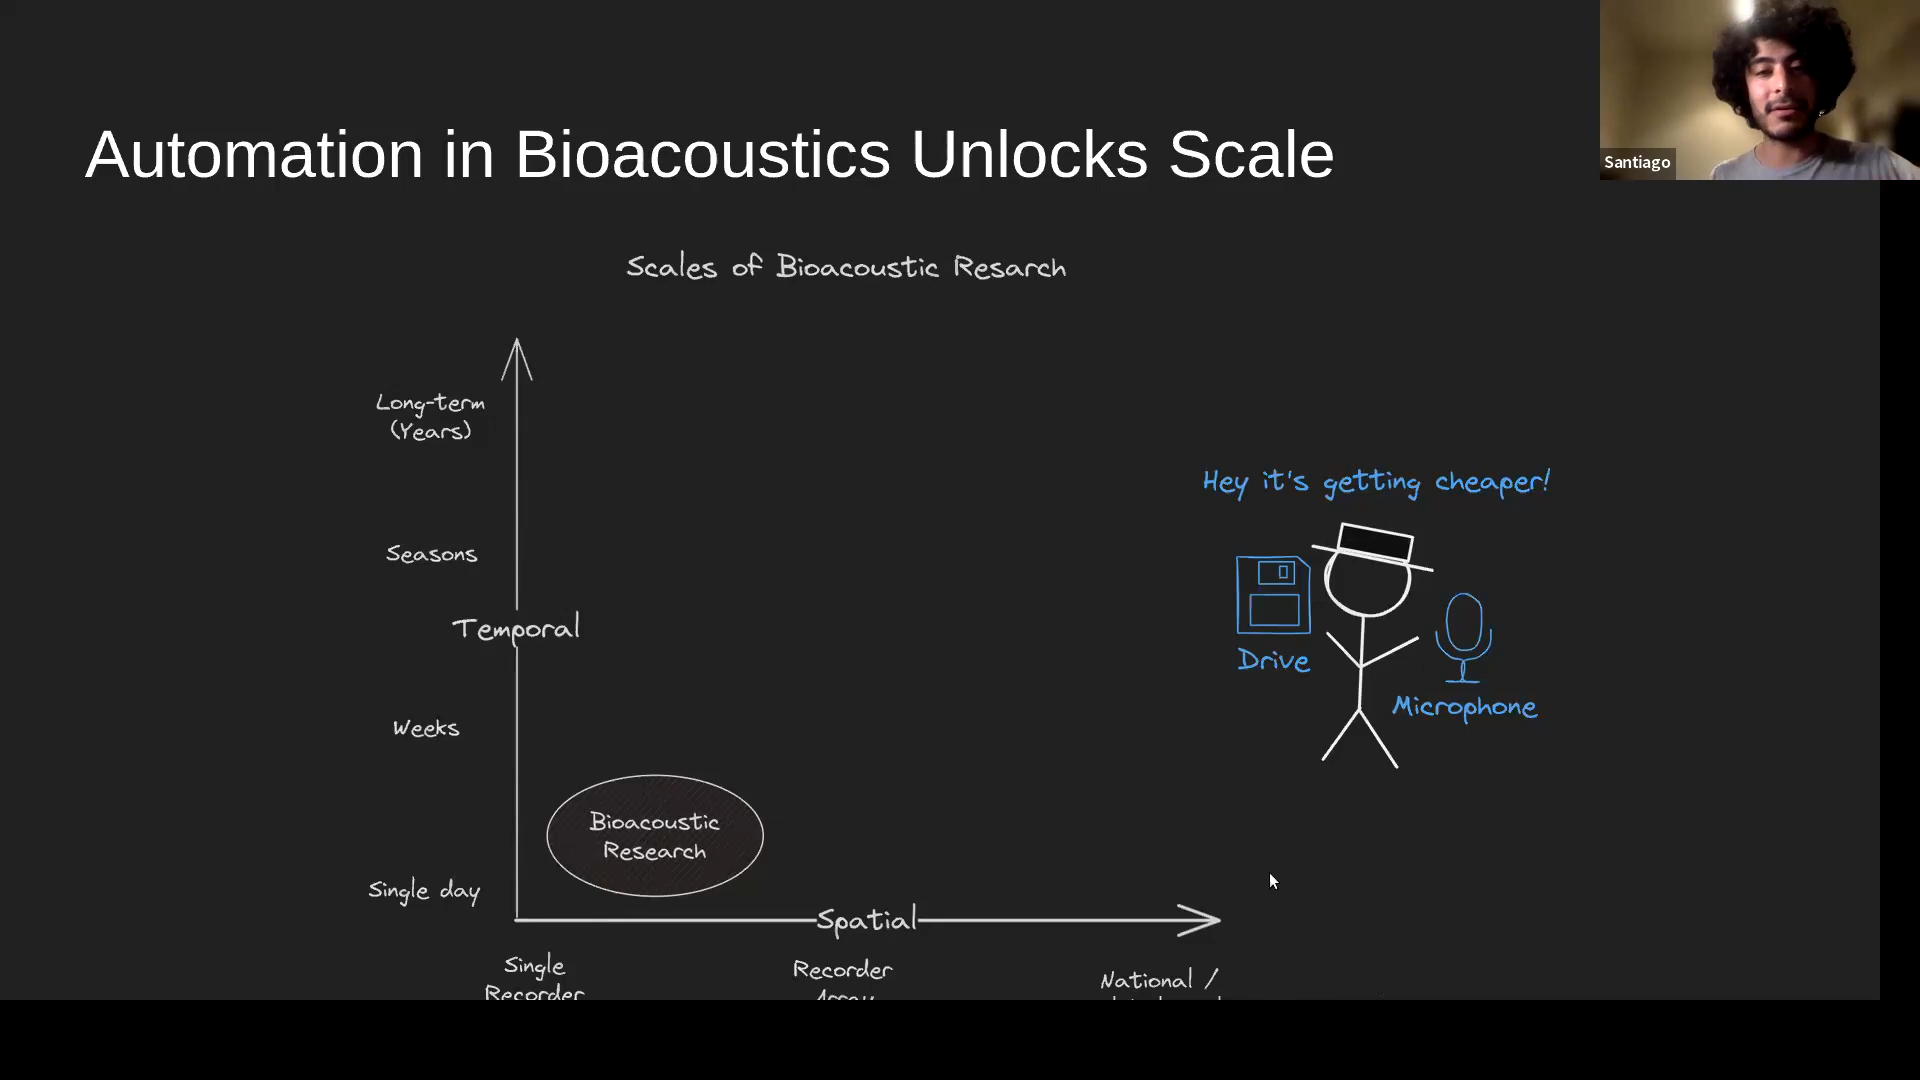 Automation in Bioacoustics Unlocks Scale
Santiago
Scales of Bioacoustic Resarch
Long-term
(Years)
Seasons
Temporal
Weeks
Single day
Bioacoustic
Research
Spatial
Single
Recorder
Recorder
Array
National /
Hey it's getting cheaper!
Drive
Microphone